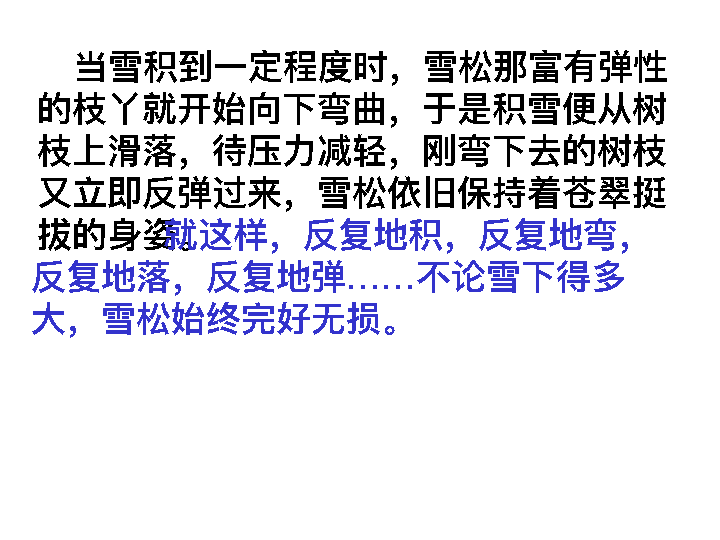 当雪积到一定程度时，雪松那富有弹性
的枝丫就开始向下弯曲，于是积雪便从树
枝上滑落，待压力减轻，刚弯下去的树枝
又立即反弹过来，雪松依旧保持着苍翠挺
拔的身姿。就这样，反复地积，反复地弯，
反复地落，反复地弹……不论雪下得多
大，雪松始终完好无损。